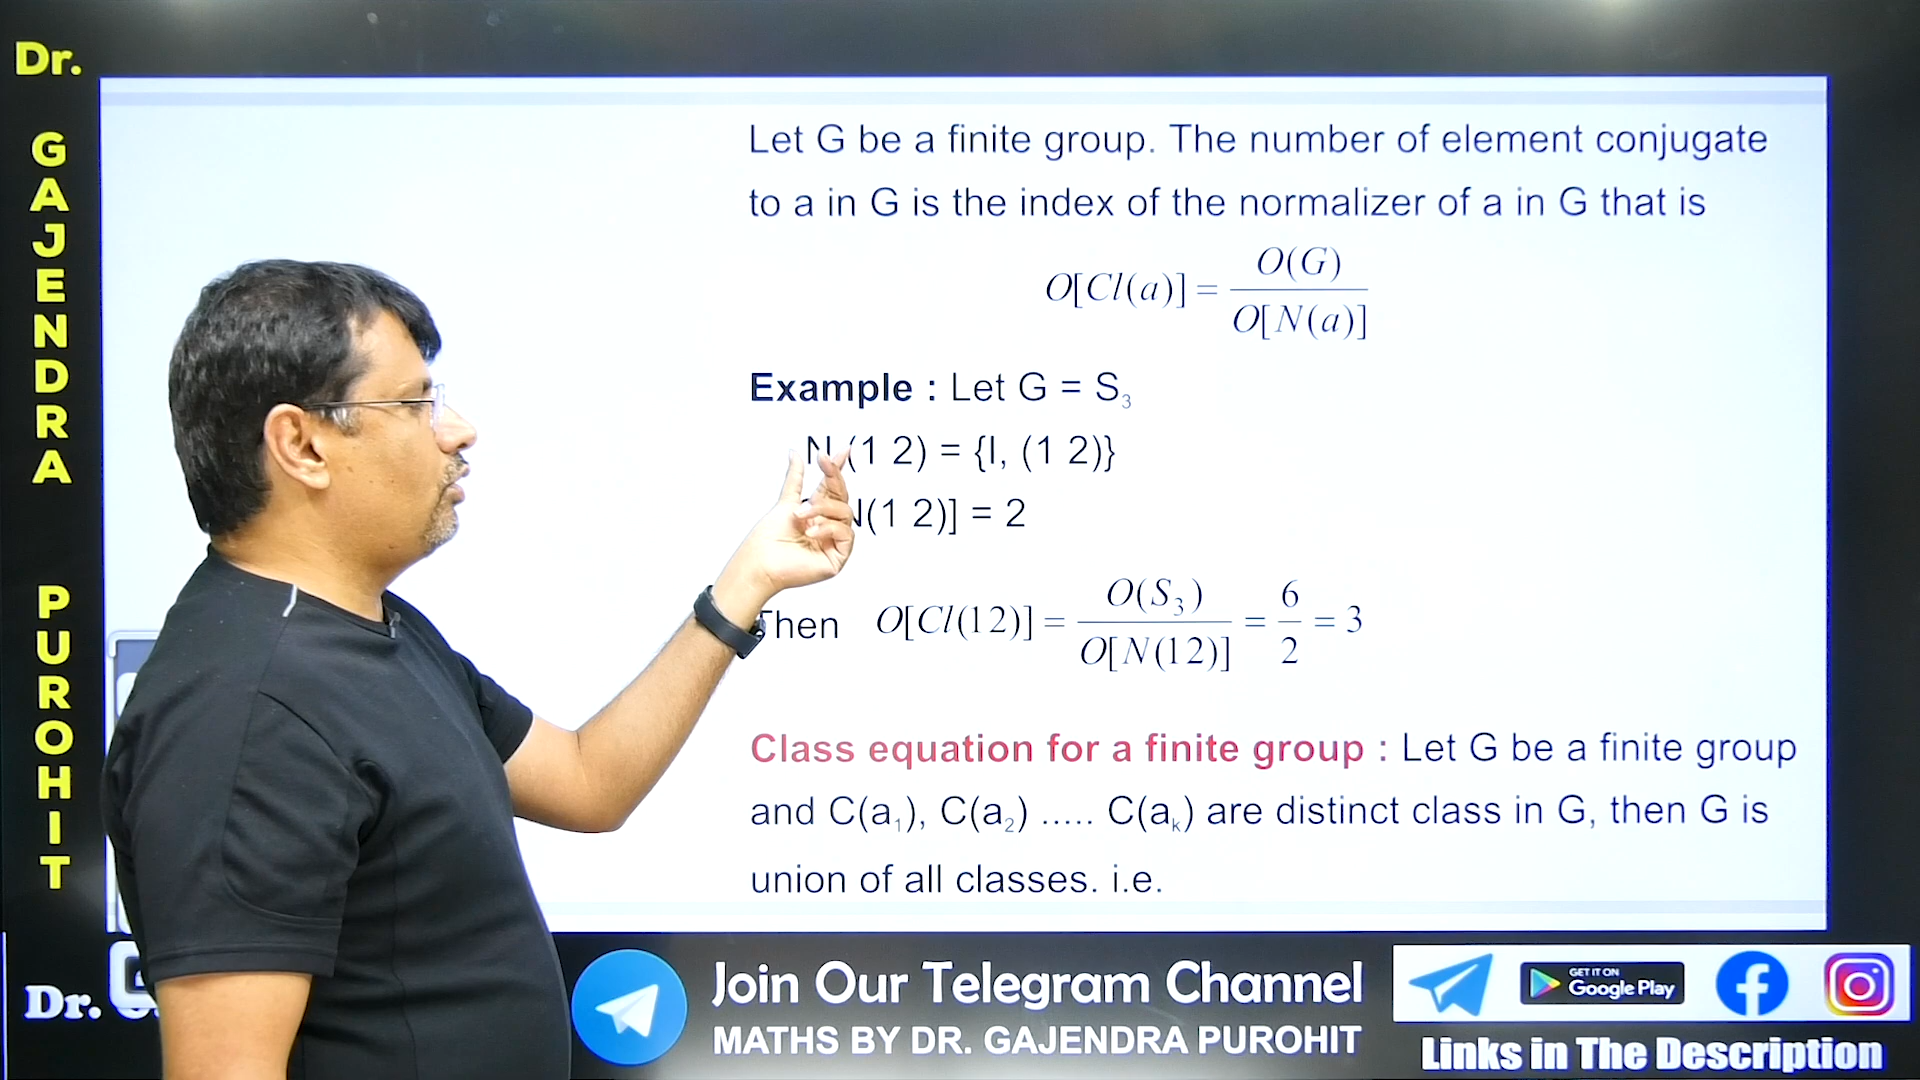 Dr.
GAJENDRA
PUROHIT
Let G be a finite group. The number of element conjugate
to a in G is the index of the normalizer of a in G that is
O[Cl(a)] = O(G) / O[N(a)]
Example : Let G = S₃
N (1 2) = {I, (1 2)}
N(1 2)] = 2
Then O[Cl(12)] = O(S₃) / O[N(12)] = 6 / 2 = 3
Class equation for a finite group : Let G be a finite group
and C(a₁), C(a₂) ..... C(aₖ) are distinct class in G, then G is
union of all classes. i.e.
Dr.
Join Our Telegram Channel
MATHS BY DR. GAJENDRA PUROHIT
GET IT ON
Google Play
Links in The Description